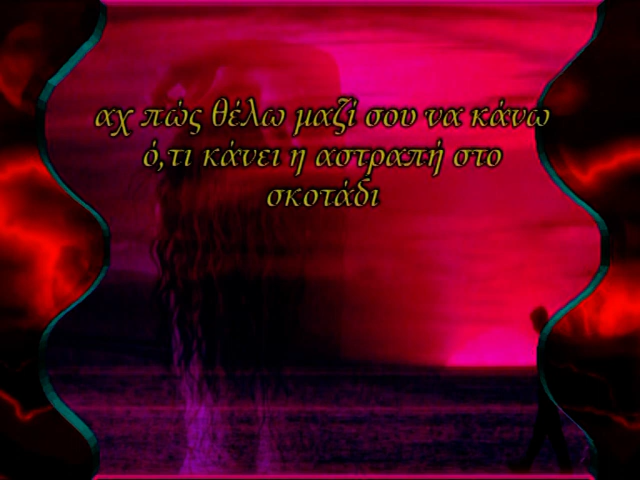 αχ πώς θέλω μαζί σου να κάνω
ό,τι κάνει η αστραπή στο
σκοτάδι